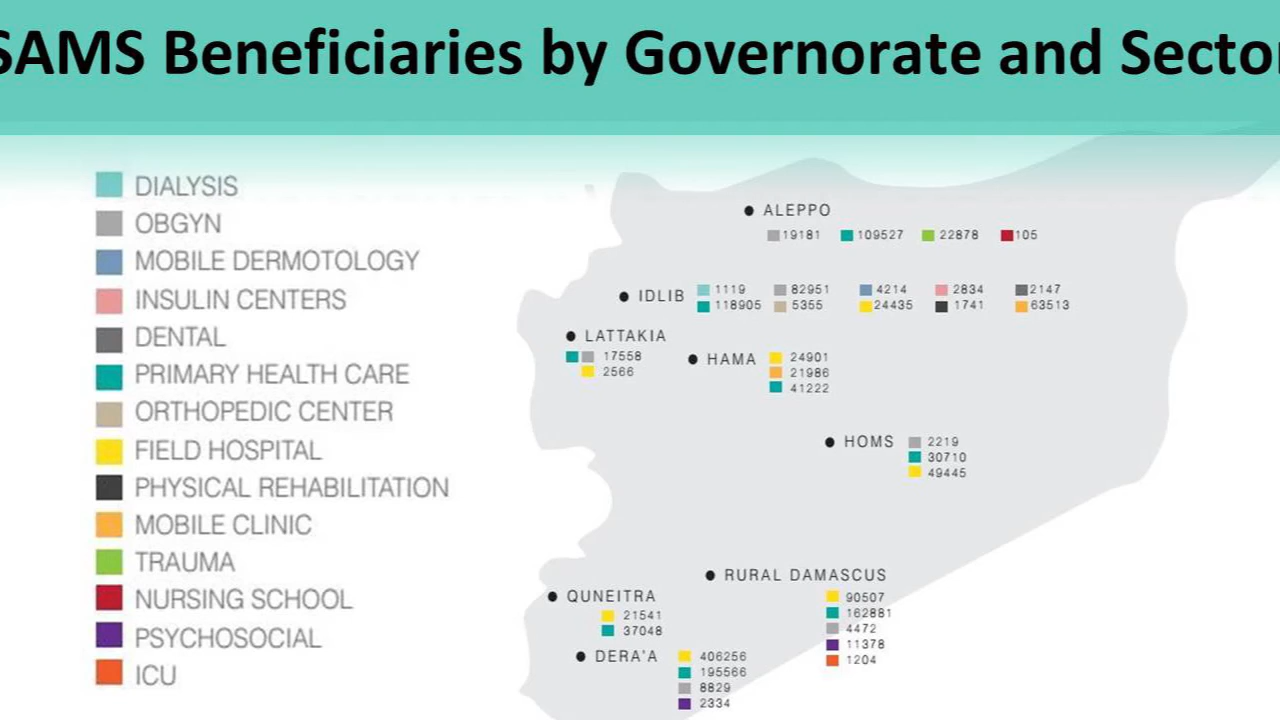 SAMS Beneficiaries by Governorate and Sector
DIALYSIS
OBGYN
MOBILE DERMOTOLOGY
INSULIN CENTERS
DENTAL
PRIMARY HEALTH CARE
ORTHOPEDIC CENTER
FIELD HOSPITAL
PHYSICAL REHABILITATION
MOBILE CLINIC
TRAUMA
NURSING SCHOOL
PSYCHOSOCIAL
ICU
ALEPPO
19181 109527 22878 105
IDLIB
1119 82951 4214 2834 2147
118905 5355 24435 1741 63513
LATTAKIA
17558
2566
HAMA
24901
21986
41222
HOMS
2219
30710
49445
RURAL DAMASCUS
90507
162881
4472
11378
1204
QUNEITRA
21541
37048
DERA'A
406256
195566
8829
2334